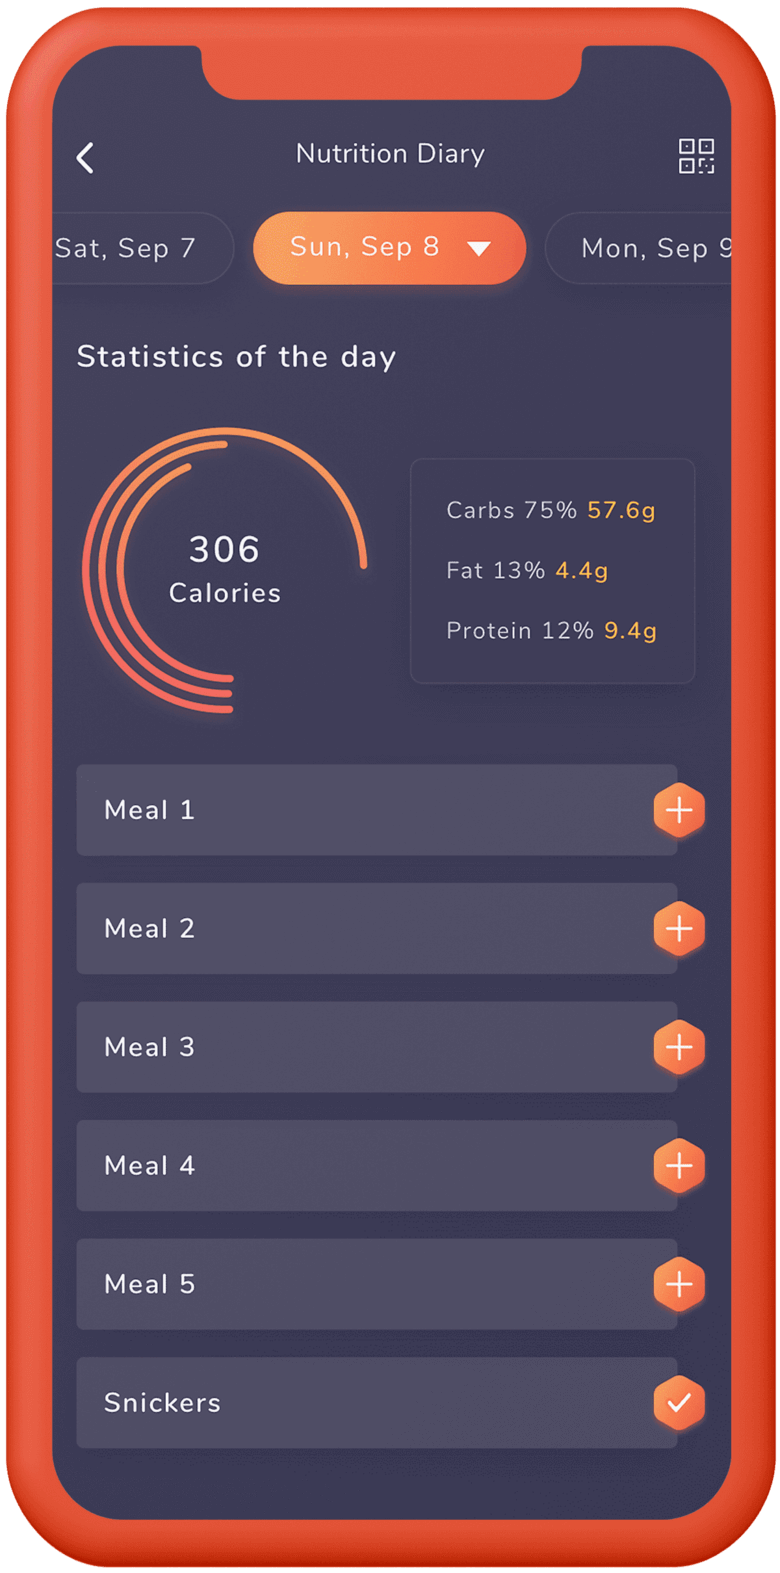 Nutrition Diary
Sat, Sep 7
Sun, Sep 8
Mon, Sep 9
Statistics of the day
306
Calories
Carbs 75% 57.6g
Fat 13% 4.4g
Protein 12% 9.4g
Meal 1
Meal 2
Meal 3
Meal 4
Meal 5
Snickers